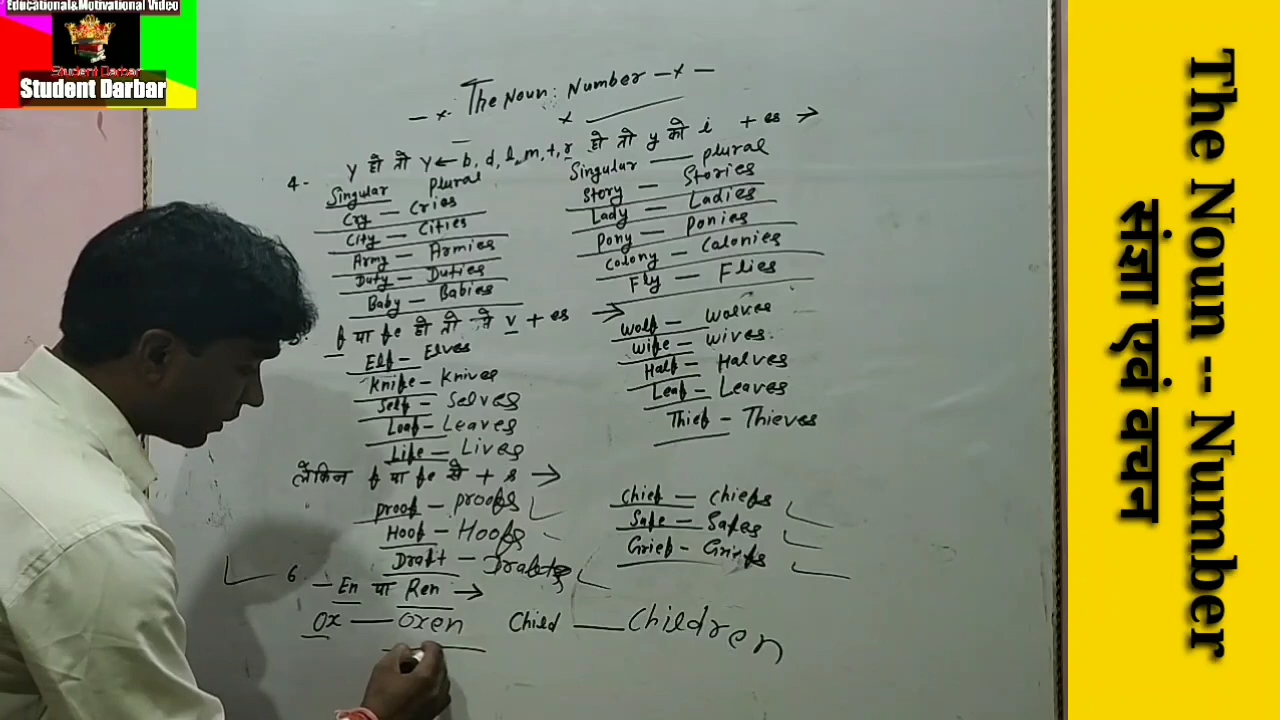 Educational&Motivational Video
Student Darbar
Student Darbar
The Noun -- Number
संज्ञा एवं वचन
The Noun : Number
4- y हो तो y ← b, d, l, m, t, r हो तो y को i + es →
Singular Plural
Cry — Cries
City — Cities
Army — Armies
Duty — Duties
Baby — Babies
Singular — plural
Story — Stories
Lady — Ladies
Pony — Ponies
Colony — Colonies
Fly — Flies
f या fe हो तो v + es →
Elf — Elves
Knife — Knives
Self — Selves
Leaf — Leaves
Life — Lives
Wolf — Wolves
Wife — Wives
Half — Halves
Leaf — Leaves
Thief — Thieves
लेकिन f या fe से + s →
Proof — Proofs
Hoof — Hoofs
Draft —
Chief — Chiefs
Safe — Safes
Grief — Griefs
6 — En या Ren →
Ox — Oxen Child — Children